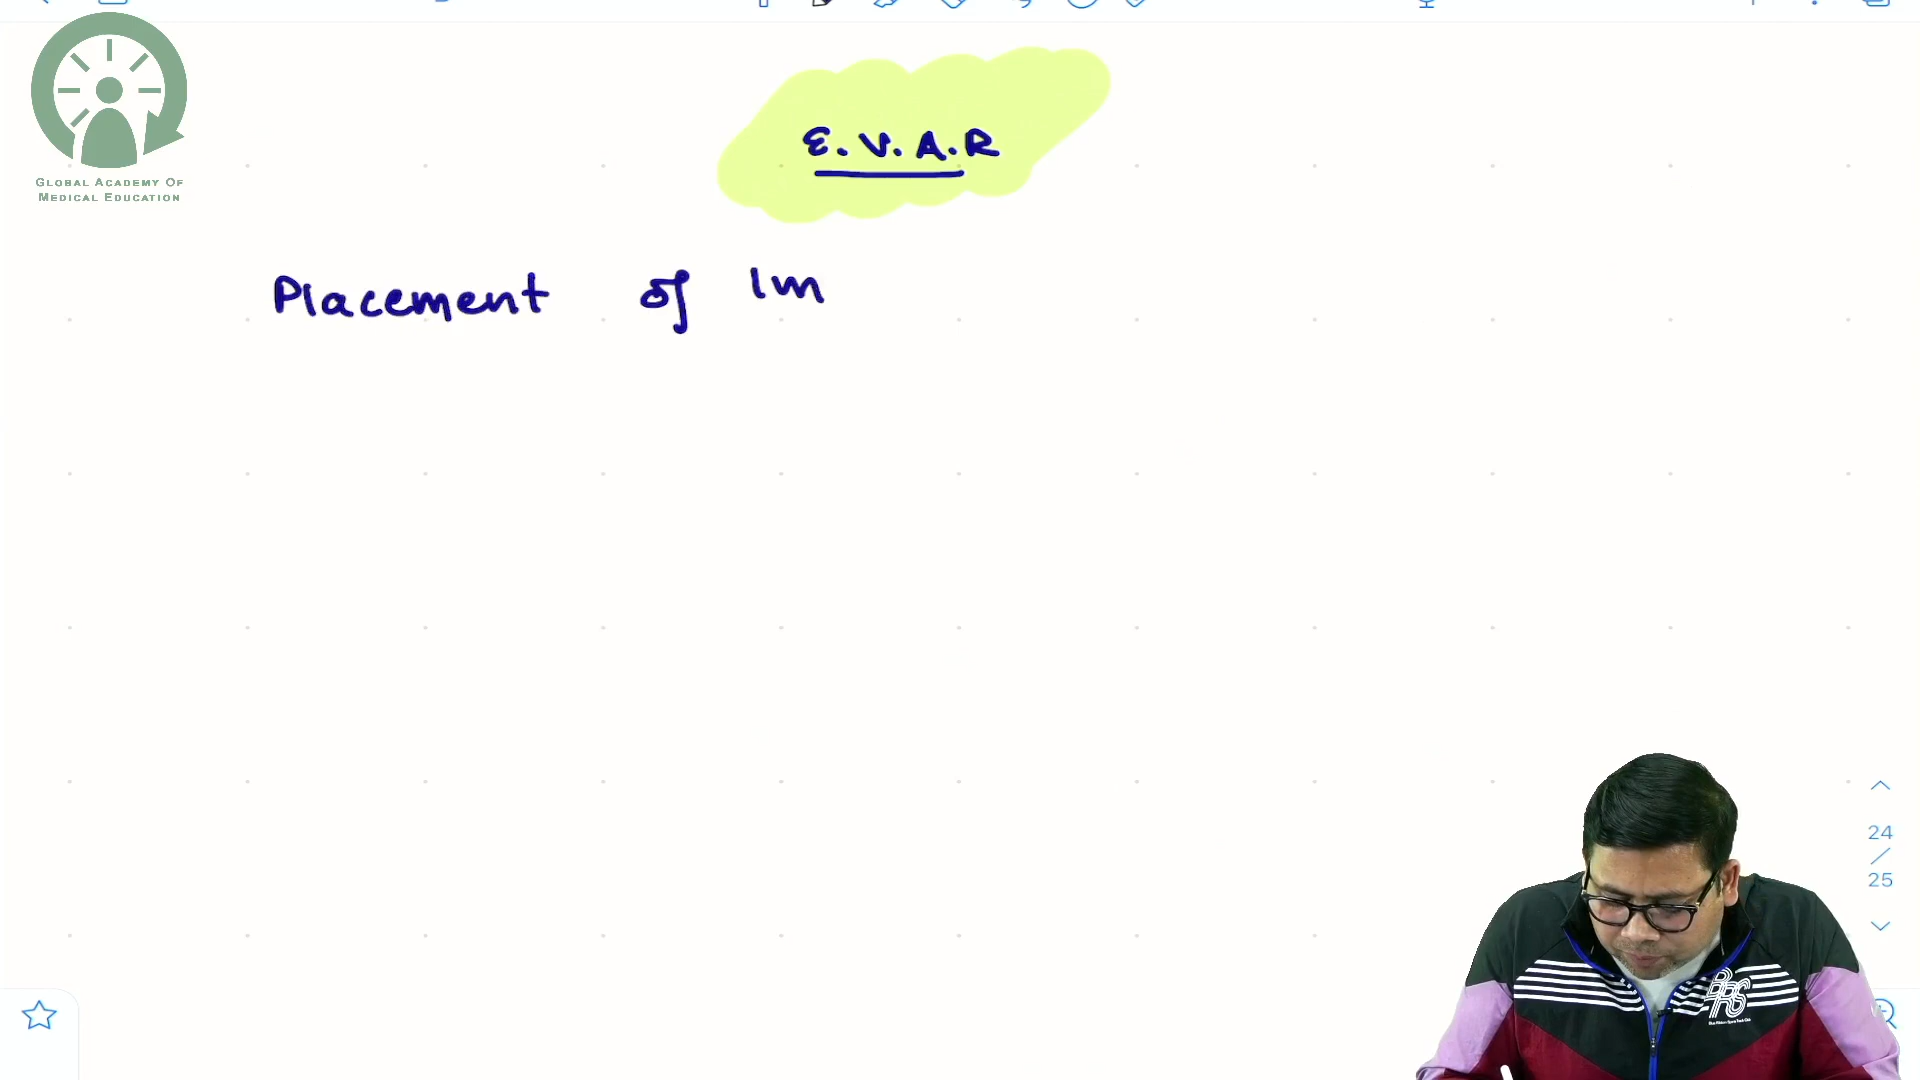 GLOBAL ACADEMY OF
MEDICAL EDUCATION
E.V.A.R
Placement of Im
24
/
25